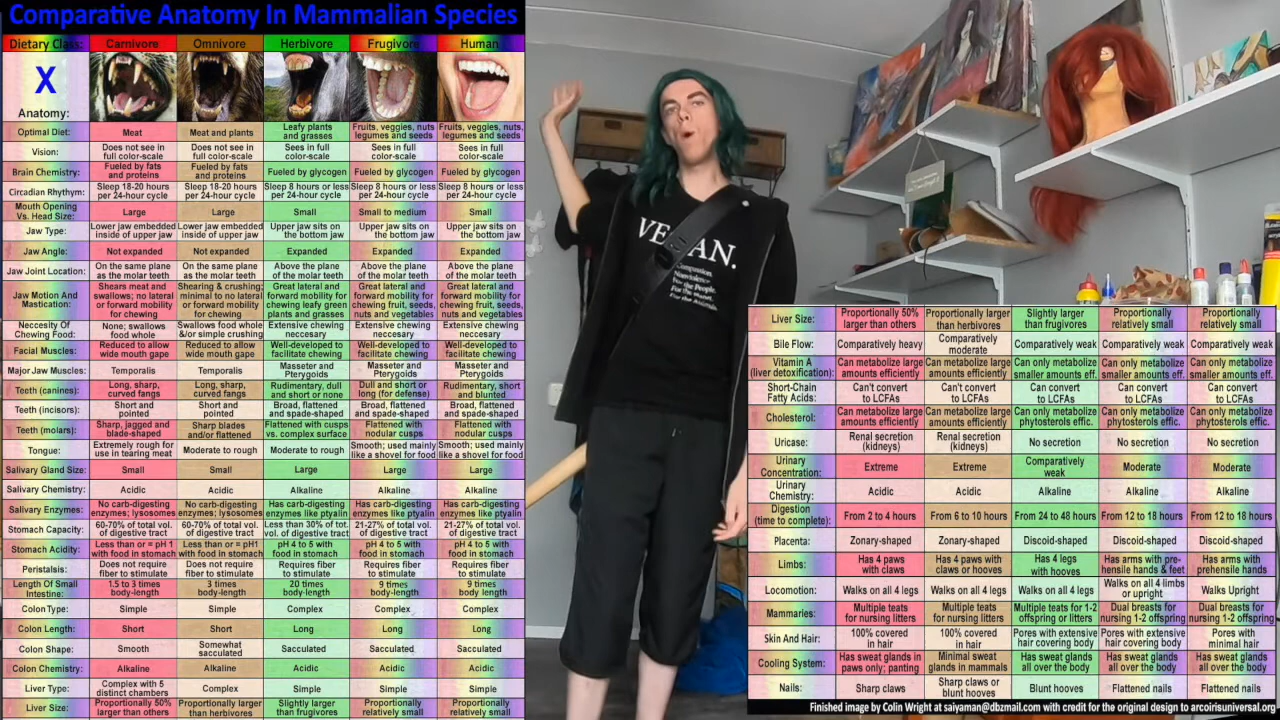 Comparative Anatomy In Mammalian Species
Dietary Class: Carnivore Omnivore Herbivore Frugivore Human
X
Anatomy:
Optimal Diet: Meat Meat and plants Leafy plants and grasses Fruits, veggies, nuts legumes and seeds Fruits, veggies, nuts, legumes and seeds
Vision: Does not see in full color-scale Does not see in full color-scale Sees in full color-scale Sees in full color-scale Sees in full color-scale
Brain Chemistry: Fueled by fats and proteins Fueled by fats and proteins Fueled by glycogen Fueled by glycogen Fueled by glycogen
Circadian Rhythm: Sleep 18-20 hours per 24-hour cycle Sleep 18-20 hours per 24-hour cycle Sleep 8 hours or less per 24-hour cycle Sleep 8 hours or less per 24-hour cycle Sleep 8 hours or less per 24-hour cycle
Mouth Opening Vs. Head Size: Large Large Small Small to medium Small
Jaw Type: Lower jaw embedded inside of upper jaw Lower jaw embedded inside of upper jaw Upper jaw sits on the bottom jaw Upper jaw sits on the bottom jaw Upper jaw sits on the bottom jaw
Jaw Angle: Not expanded Not expanded Expanded Expanded Expanded
Jaw Joint Location: On the same plane as the molar teeth On the same plane as the molar teeth Above the plane of the molar teeth Above the plane of the molar teeth Above the plane of the molar teeth
Jaw Motion And Mastication: Shears meat and swallows; no lateral or forward mobility for chewing Shearing & crushing; minimal to no lateral or forward mobility for chewing Great lateral and forward mobility for chewing leafy green plants and grasses Great lateral and forward mobility for chewing fruit, seeds, nuts and vegetables Great lateral and forward mobility for chewing fruit, seeds, nuts and vegetables
Neccesity Of Chewing Food: None; swallows food whole Swallows food whole &/or simple crushing Extensive chewing neccesary Extensive chewing neccesary Extensive chewing neccesary
Facial Muscles: Reduced to allow wide mouth gape Reduced to allow wide mouth gape Well-developed to facilitate chewing Well-developed to facilitate chewing Well-developed to facilitate chewing
Major Jaw Muscles: Temporalis Temporalis Masseter and Pterygoids Masseter and Pterygoids Masseter and Pterygoids
Teeth (canines): Long, sharp, curved fangs Long, sharp, curved fangs Rudimentary, dull and short or none Dull and short or long (for defense) Rudimentary, short and blunted
Teeth (incisors): Short and pointed Short and pointed Broad, flattened and spade-shaped Broad, flattened and spade-shaped Broad, flattened and spade-shaped
Teeth (molars): Sharp, jagged and blade-shaped Sharp blades and/or flattened Flattened with cusps vs. complex surface Flattened with nodular cusps Flattened with nodular cusps
Tongue: Extremely rough for use in tearing meat Moderate to rough Moderate to rough Smooth; used mainly like a shovel for food Smooth; used mainly like a shovel for food
Salivary Gland Size: Small Small Large Large Large
Salivary Chemistry: Acidic Acidic Alkaline Alkaline Alkaline
Salivary Enzymes: No carb-digesting enzymes; lysosomes No carb-digesting enzymes; lysosomes Has carb-digesting enzymes like ptyalin Has carb-digesting enzymes like ptyalin Has carb-digesting enzymes like ptyalin
Stomach Capacity: 60-70% of total vol. of digestive tract 60-70% of total vol. of digestive tract Less than 30% of tot. vol. of digestive tract 21-27% of total vol. of digestive tract 21-27% of total vol. of digestive tract
Stomach Acidity: Less than or = pH 1 with food in stomach Less than or = pH1 with food in stomach pH 4 to 5 with food in stomach pH 4 to 5 with food in stomach pH 4 to 5 with food in stomach
Peristalsis: Does not require fiber to stimulate Does not require fiber to stimulate Requires fiber to stimulate Requires fiber to stimulate Requires fiber to stimulate
Length Of Small Intestine: 1.5 to 3 times body-length 3 times body-length 20 times body-length 9 times body-length 9 times body-length
Colon Type: Simple Simple Complex Complex Complex
Colon Length: Short Short Long Long Long
Colon Shape: Smooth Somewhat sacculated Sacculated Sacculated Sacculated
Colon Chemistry: Alkaline Alkaline Acidic Acidic Acidic
Liver Type: Complex with 5 distinct chambers Complex Simple Simple Simple
Liver Size: Proportionally 50% larger than others Proportionally larger than herbivores Slightly larger than frugivores Proportionally relatively small Proportionally relatively small
VEGAN.
Compassion.
Nonviolence.
For the People.
For the planet.
For the Animals.
Liver Size: Proportionally 50% larger than others Proportionally larger than herbivores Slightly larger than frugivores Proportionally relatively small Proportionally relatively small
Bile Flow: Comparatively heavy Comparatively moderate Comparatively weak Comparatively weak Comparatively weak
Vitamin A (liver detoxification): Can metabolize large amounts efficiently Can metabolize large amounts efficiently Can only metabolize smaller amounts eff. Can only metabolize smaller amounts eff. Can only metabolize smaller amounts eff.
Short-Chain Fatty Acids: Can't convert to LCFAs Can't convert to LCFAs Can convert to LCFAs Can convert to LCFAs Can convert to LCFAs
Cholesterol: Can metabolize large amounts efficiently Can metabolize large amounts efficiently Can only metabolize phytosterols effic. Can only metabolize phytosterols effic. Can only metabolize phytosterols effic.
Uricase: Renal secretion (kidneys) Renal secretion (kidneys) No secretion No secretion No secretion
Urinary Concentration: Extreme Extreme Comparatively weak Moderate Moderate
Urinary Chemistry: Acidic Acidic Alkaline Alkaline Alkaline
Digestion (time to complete): From 2 to 4 hours From 6 to 10 hours From 24 to 48 hours From 12 to 18 hours From 12 to 18 hours
Placenta: Zonary-shaped Zonary-shaped Discoid-shaped Discoid-shaped Discoid-shaped
Limbs: Has 4 paws with claws Has 4 paws with claws or hooves Has 4 legs with hooves Has arms with pre-hensile hands & feet Has arms with prehensile hands
Locomotion: Walks on all 4 legs Walks on all 4 legs Walks on all 4 legs Walks on all 4 limbs or upright Walks Upright
Mammaries: Multiple teats for nursing litters Multiple teats for nursing litters Multiple teats for 1-2 offspring or litters Dual breasts for nursing 1-2 offspring Dual breasts for nursing 1-2 offspring
Skin And Hair: 100% covered in hair 100% covered in hair Pores with extensive hair covering body Pores with extensive hair covering body Pores with minimal hair
Cooling System: Has sweat glands in paws only; panting Minimal sweat glands in mammals Has sweat glands all over the body Has sweat glands all over the body Has sweat glands all over the body
Nails: Sharp claws Sharp claws or blunt hooves Blunt hooves Flattened nails Flattened nails
Finished image by Colin Wright at saiyaman@dbzmail.com with credit for the original design to arcoirisuniversal.org